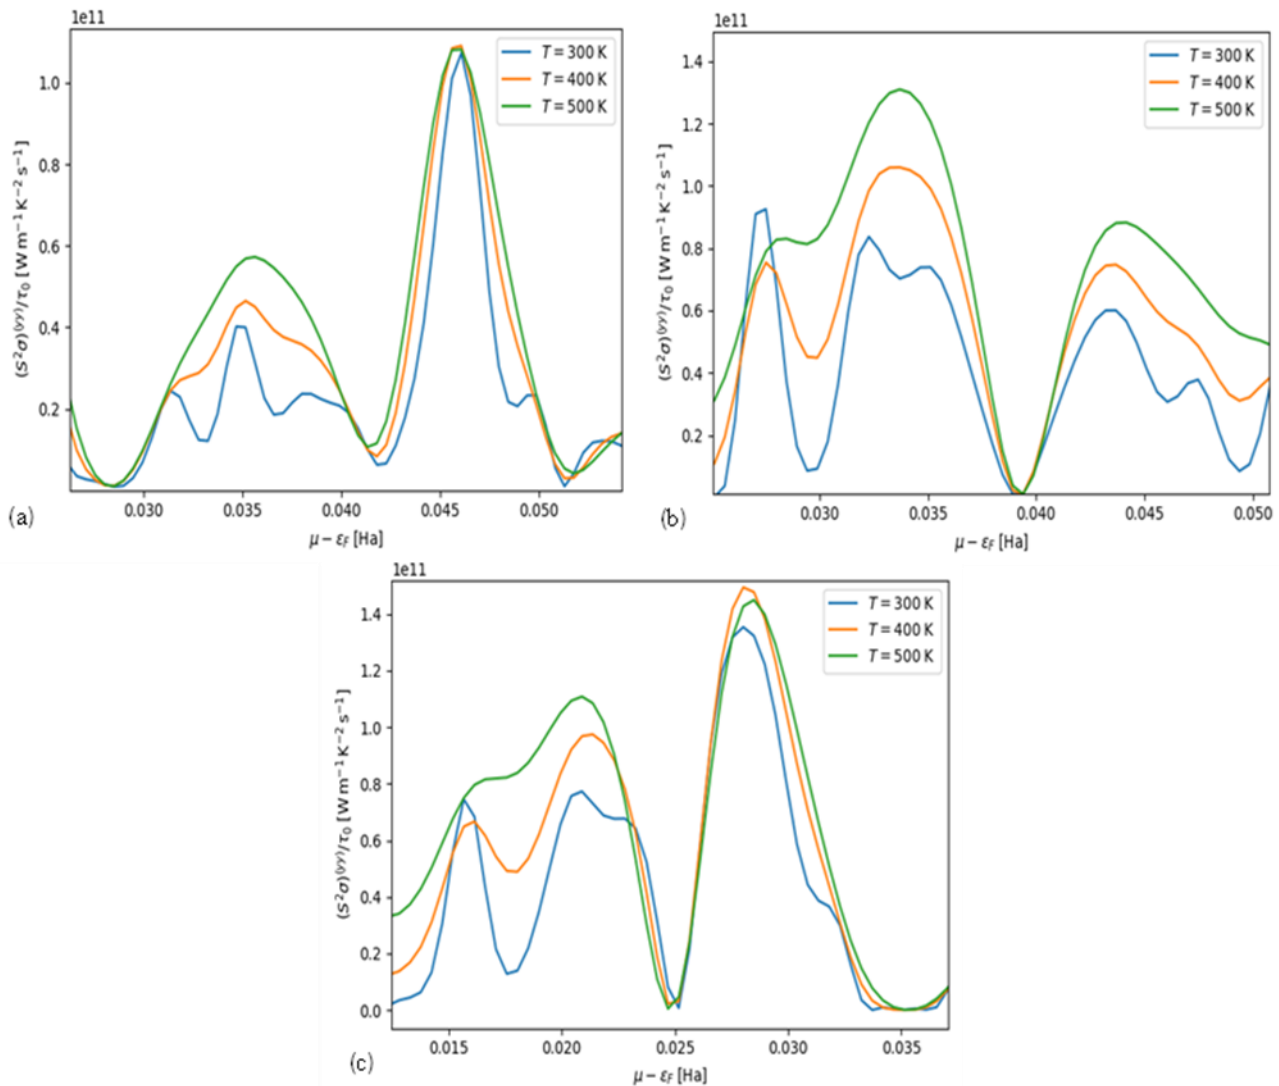 1e11
(S²σ)^(yy)/τ₀ [W m⁻¹ K⁻² s⁻¹]
1.0
0.8
0.6
0.4
0.2
T = 300 K
T = 400 K
T = 500 K
0.030 0.035 0.040 0.045 0.050
μ − ε_F [Ha]
(a)
1e11
(S²σ)^(yy)/τ₀ [W m⁻¹ K⁻² s⁻¹]
1.4
1.2
1.0
0.8
0.6
0.4
0.2
T = 300 K
T = 400 K
T = 500 K
0.030 0.035 0.040 0.045 0.050
μ − ε_F [Ha]
(b)
1e11
(S²σ)^(yy)/τ₀ [W m⁻¹ K⁻² s⁻¹]
1.4
1.2
1.0
0.8
0.6
0.4
0.2
0.0
T = 300 K
T = 400 K
T = 500 K
0.015 0.020 0.025 0.030 0.035
μ − ε_F [Ha]
(c)